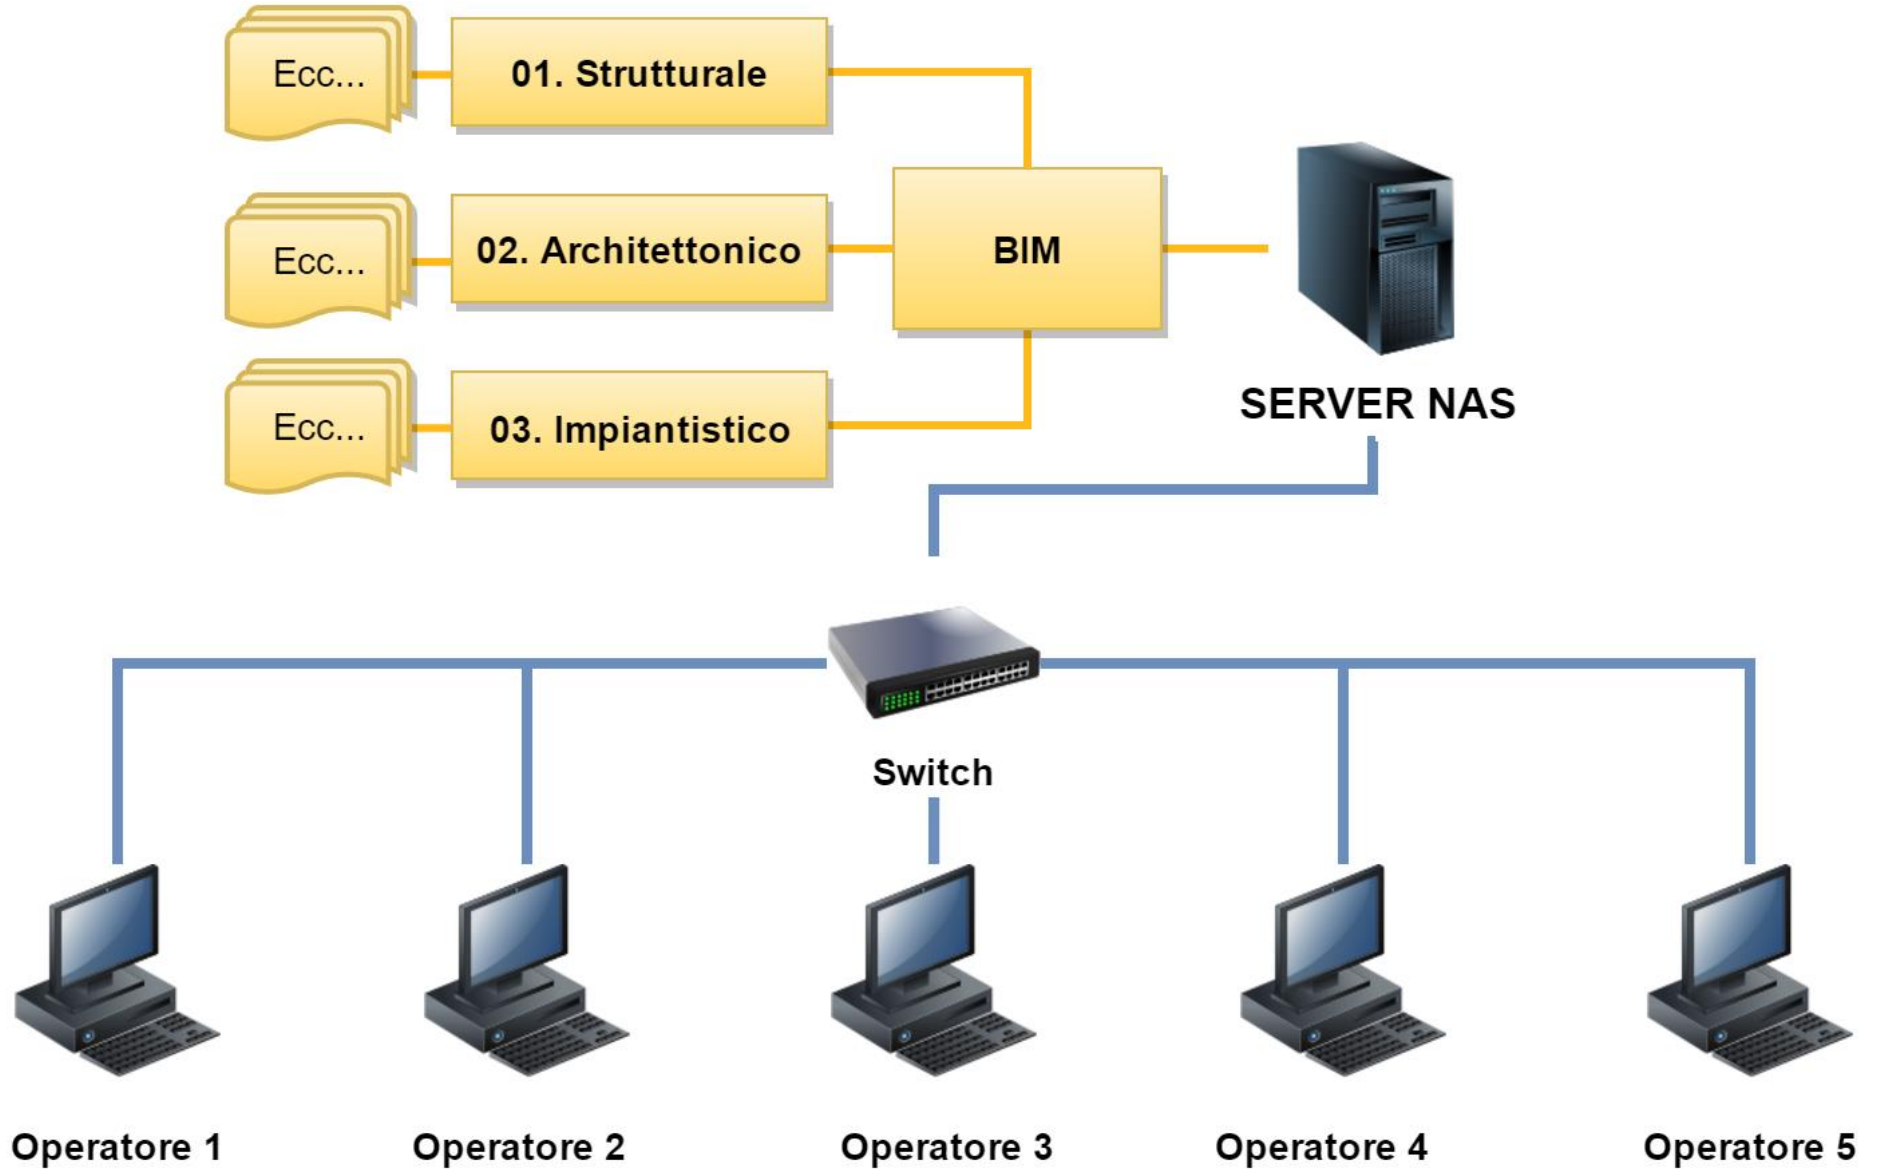 Ecc...
01. Strutturale
Ecc...
02. Architettonico
BIM
Ecc...
03. Impiantistico
SERVER NAS
Switch
Operatore 1
Operatore 2
Operatore 3
Operatore 4
Operatore 5